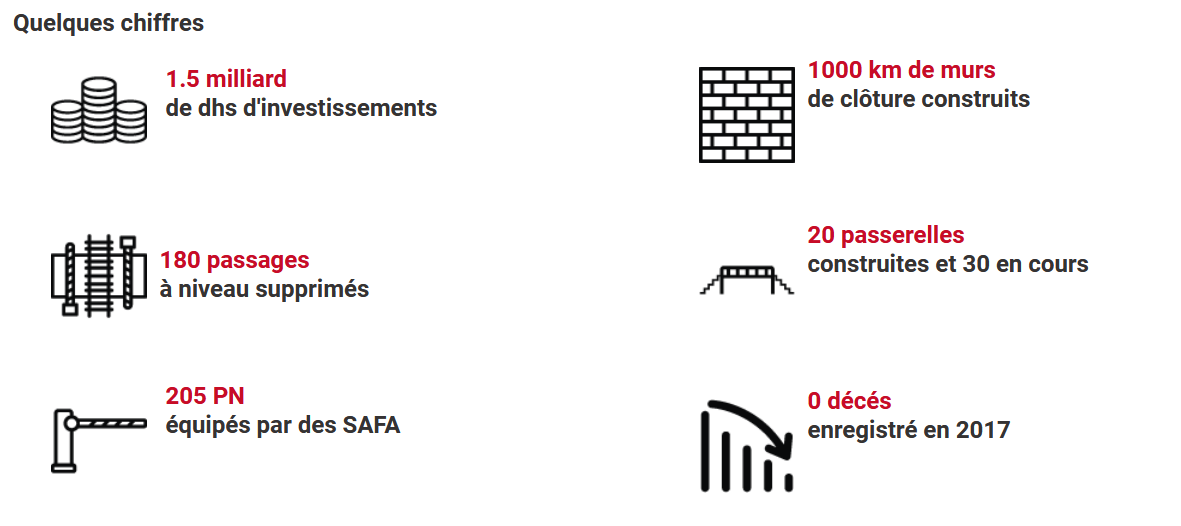 Quelques chiffres
1.5 milliard
de dhs d'investissements
1000 km de murs
de clôture construits
180 passages
à niveau supprimés
20 passerelles
construites et 30 en cours
205 PN
équipés par des SAFA
0 décés
enregistré en 2017